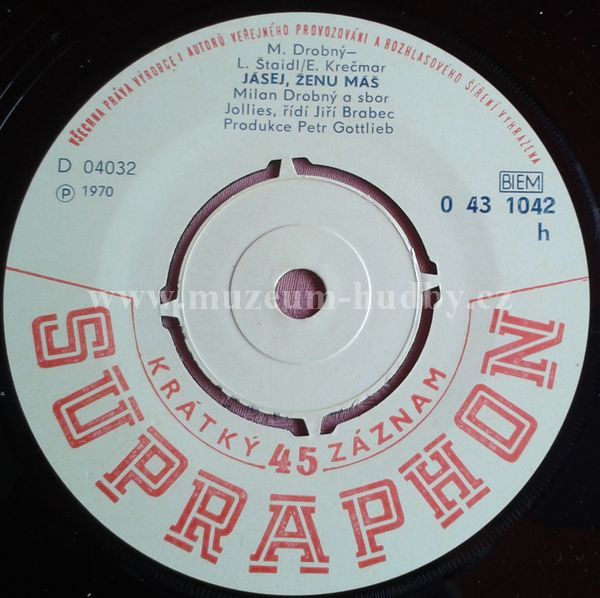 VŠECHNA PRÁVA VÝROBCE I AUTORŮ VEŘEJNÉHO PROVOZOVÁNÍ A ROZHLASOVÉHO ŠÍŘENÍ VYHRAZENA
M. Drobný–
L. Štaidl/E. Krečmar
JÁSEJ, ŽENU MÁŠ
Milan Drobný a sbor
Jollies, řídí Jiří Brabec
Produkce Petr Gottlieb
D 04032
Ⓟ 1970
BIEM
0 43 1042
h
www.muzeum-hudby.cz
KRÁTKÝ 45 ZÁZNAM
SUPRAPHON